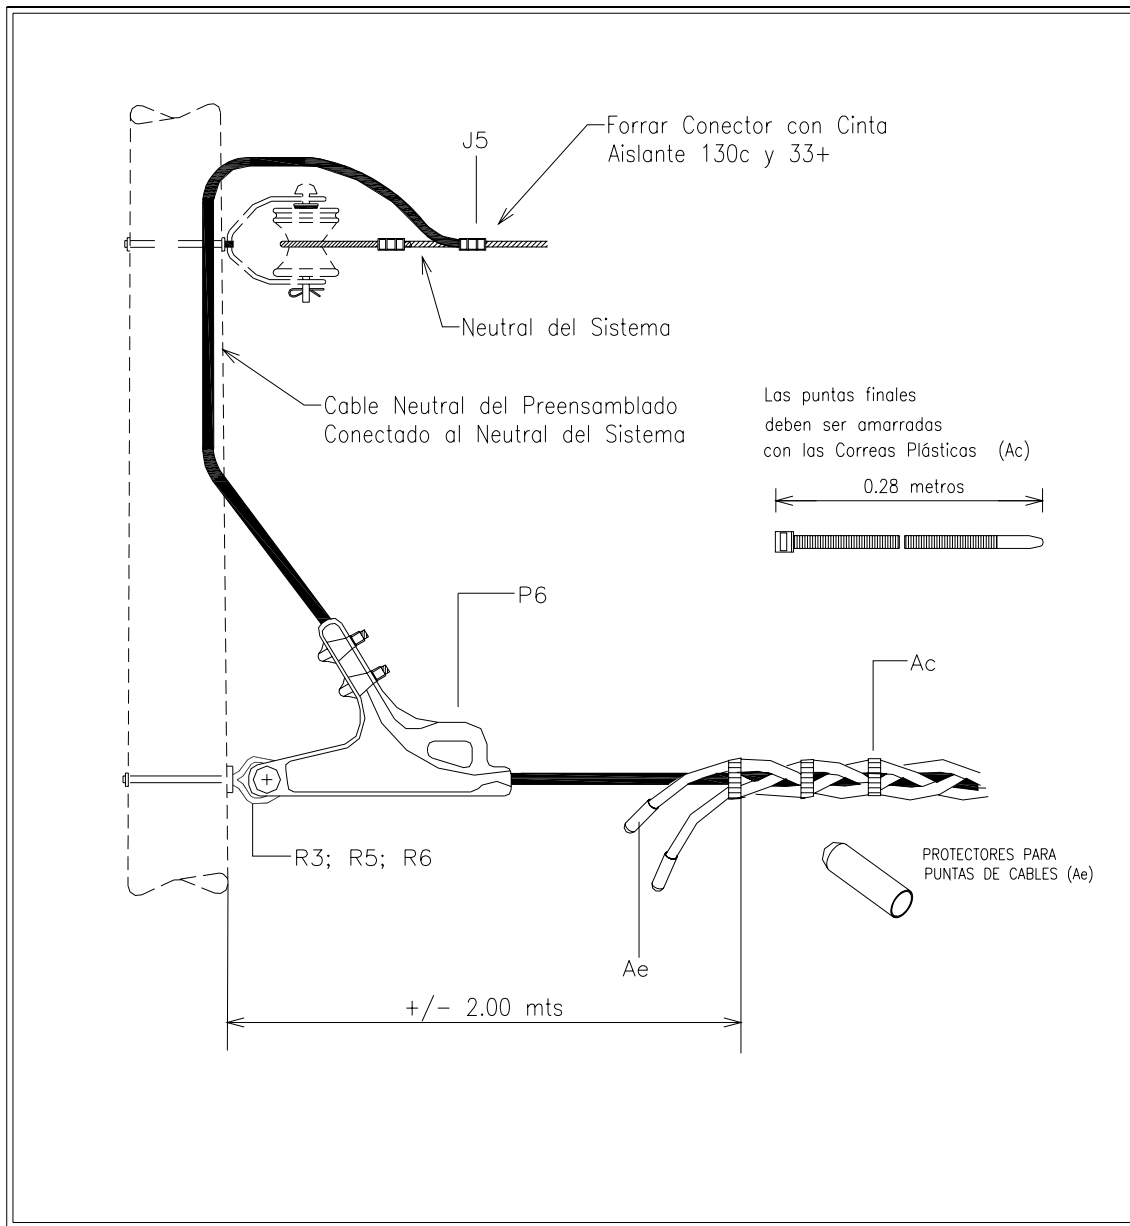 J5
Forrar Conector con Cinta
Aislante 130c y 33+
Neutral del Sistema
Cable Neutral del Preensamblado
Conectado al Neutral del Sistema
Las puntas finales
deben ser amarradas
con las Correas Plásticas (Ac)
0.28 metros
P6
Ac
R3; R5; R6
PROTECTORES PARA
PUNTAS DE CABLES (Ae)
Ae
+/- 2.00 mts